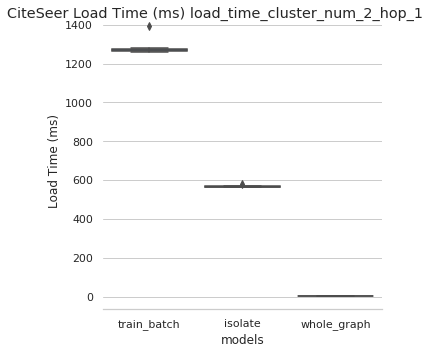 CiteSeer Load Time (ms) load_time_cluster_num_2_hop_1
1400
1200
1000
800
600
400
200
0
Load Time (ms)
train_batch isolate whole_graph
models